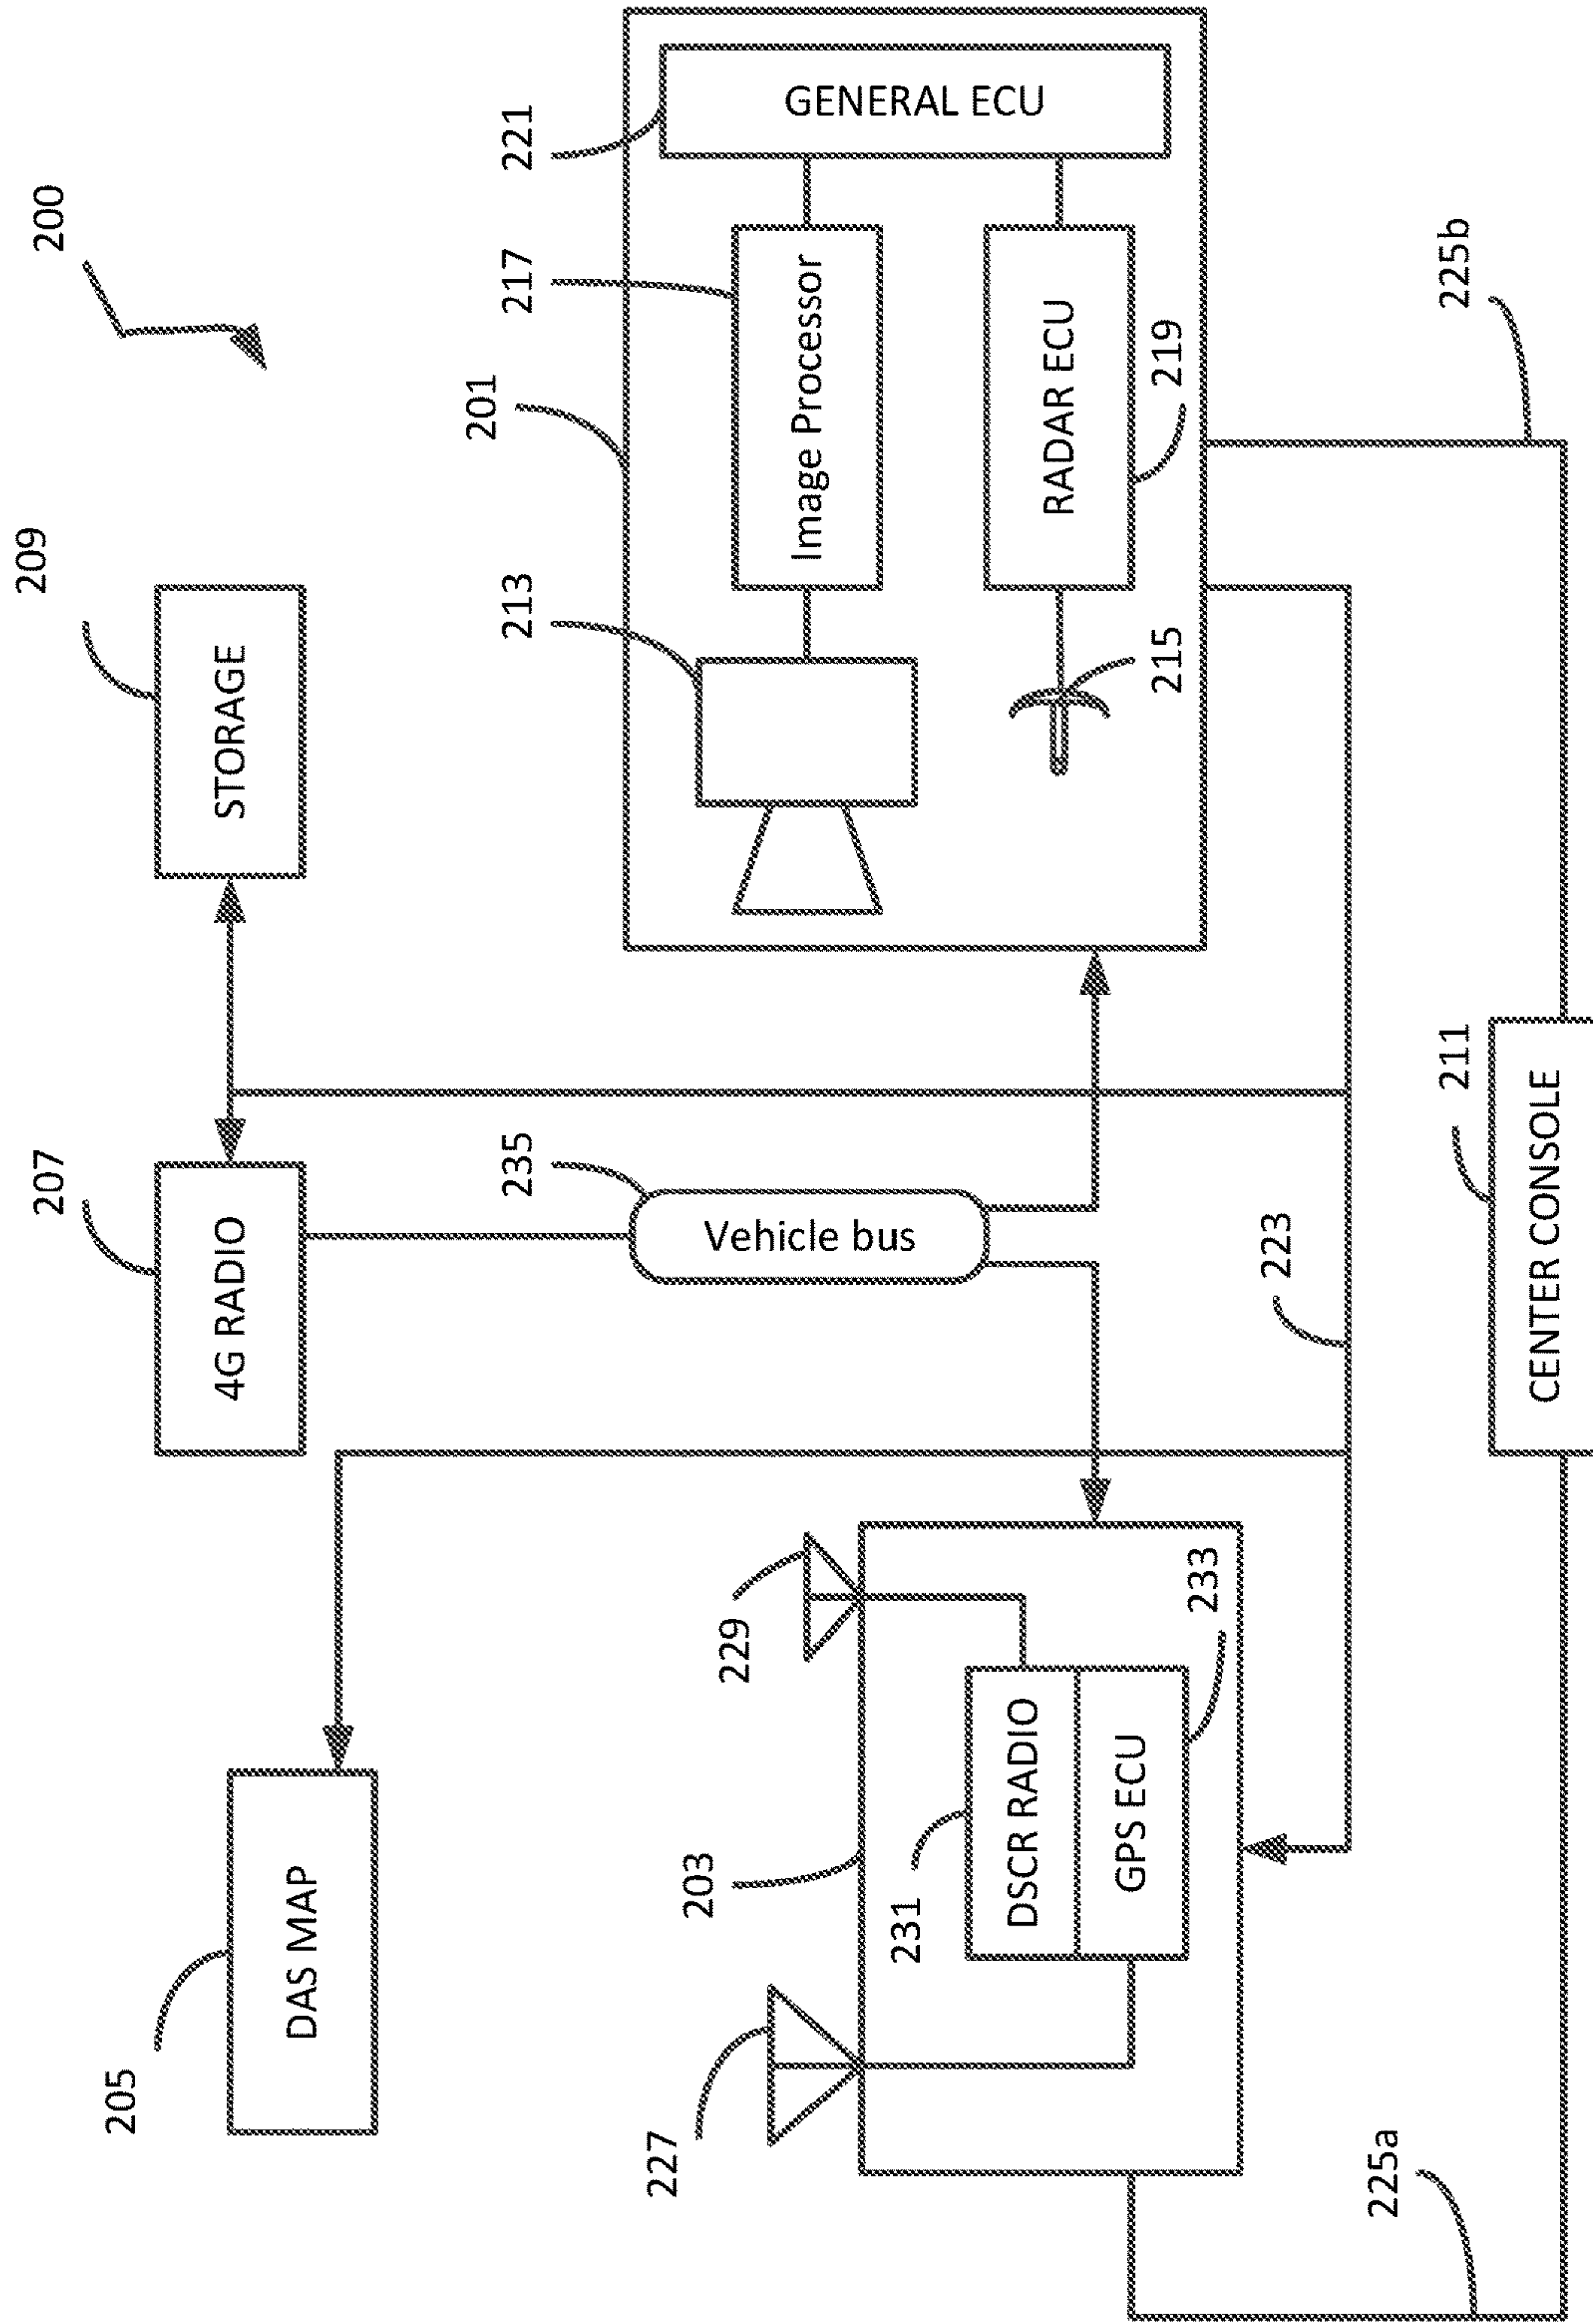 200
205
DAS MAP
207
4G RADIO
209
STORAGE
227
203
229
231
DSCR RADIO
GPS ECU
233
235
Vehicle bus
201
213
217
221
Image Processor
GENERAL ECU
215
RADAR ECU
219
223
225a
211
CENTER CONSOLE
225b